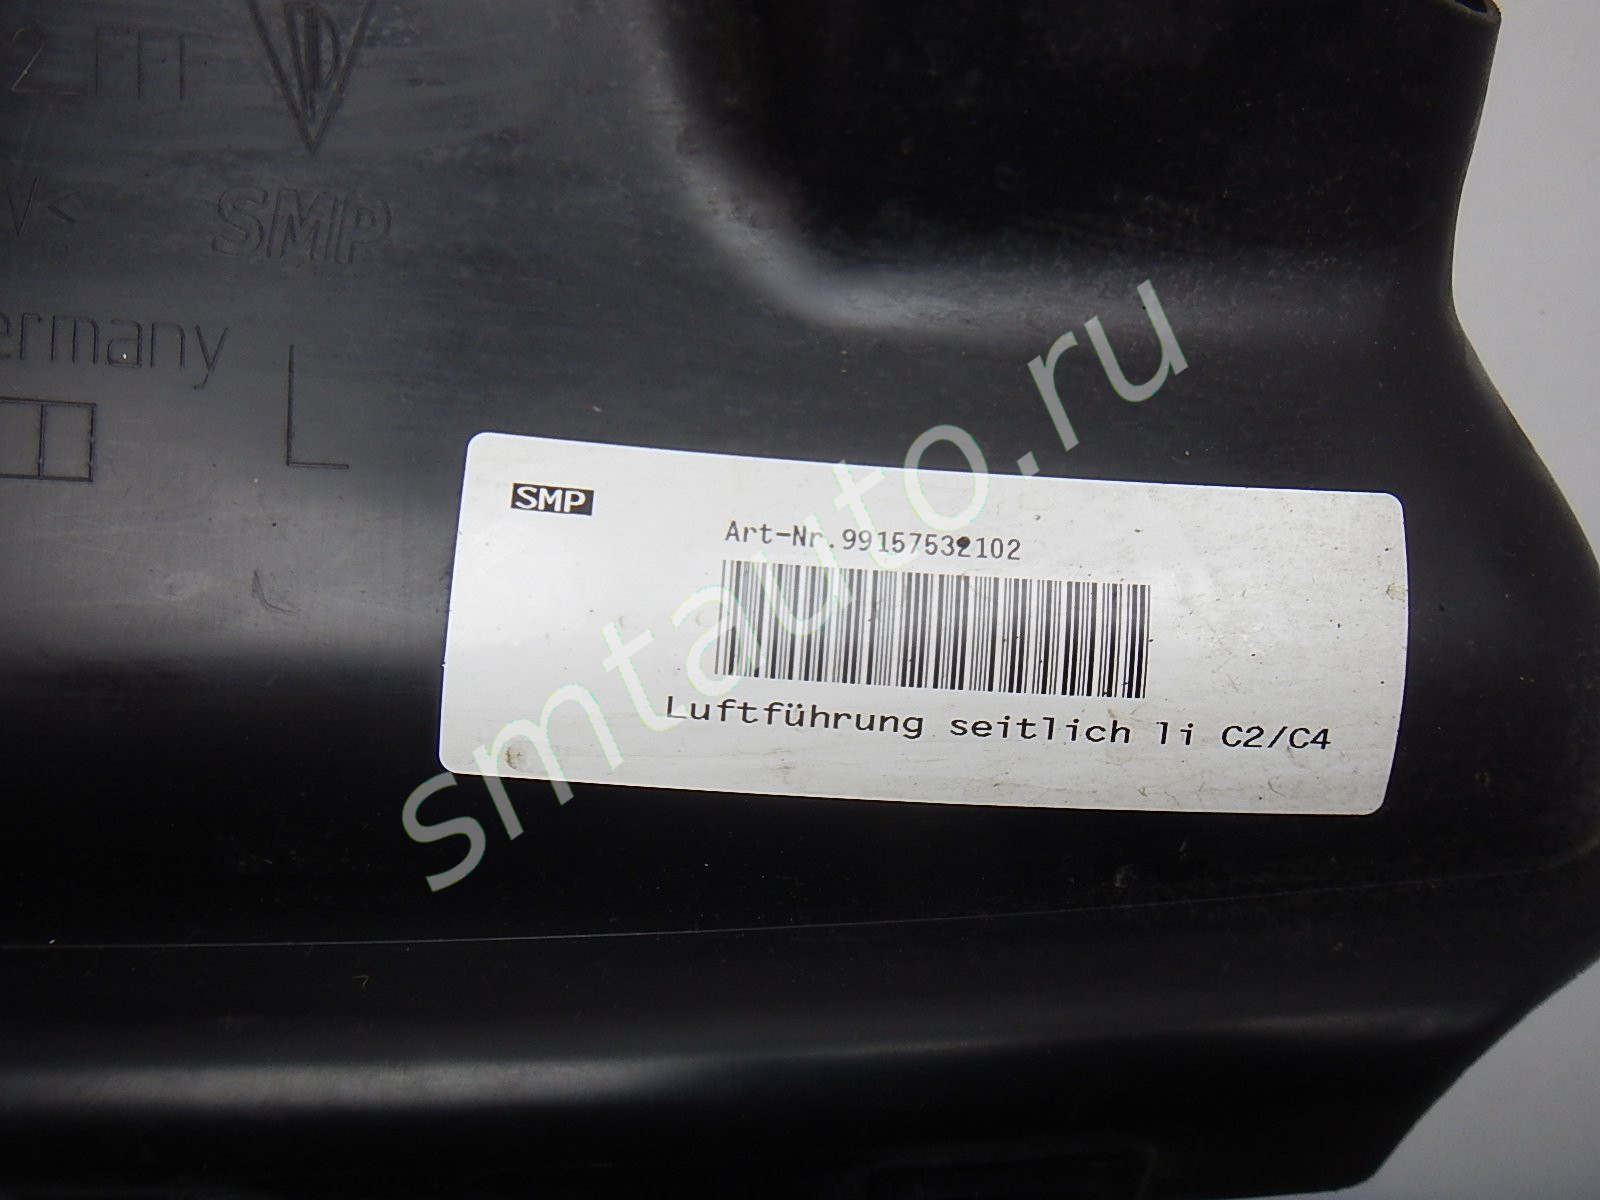 SMP
ermany
L
SMP
Art-Nr.99157532102
Luftführung seitlich li C2/C4
smtauto.ru